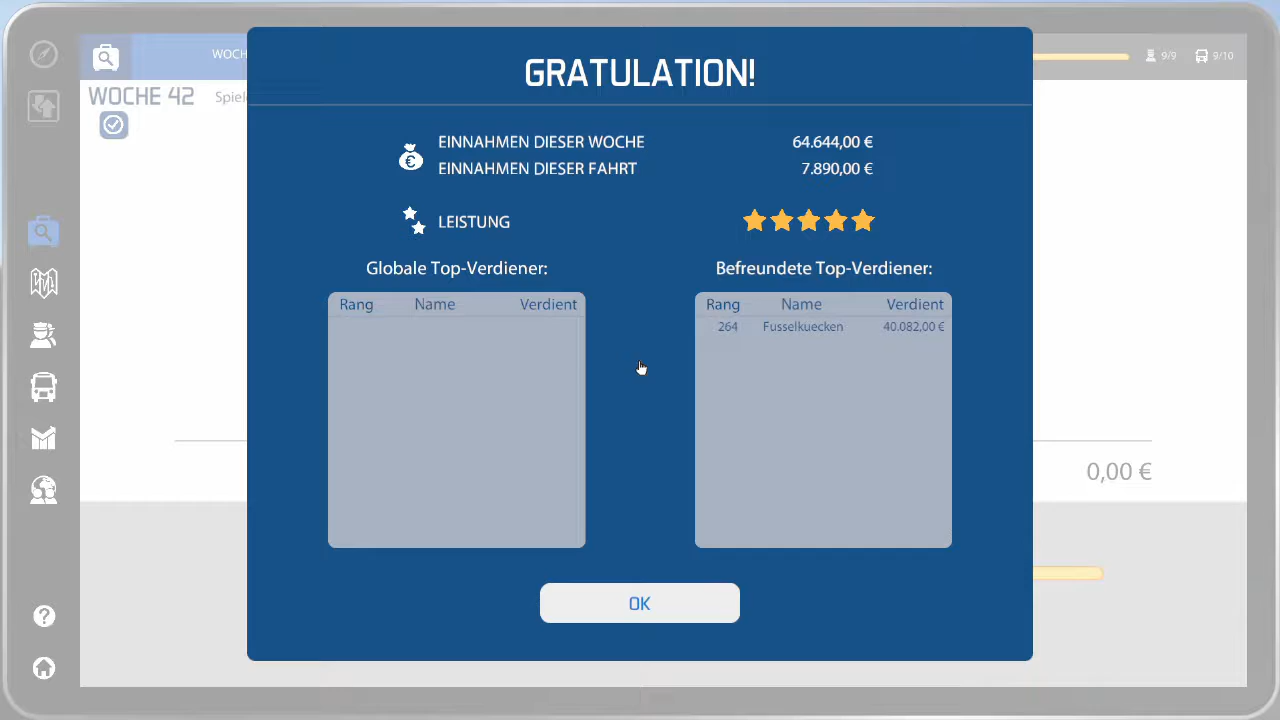 WOCH
9/9
9/10
WOCHE 42
Spiele
GRATULATION!
EINNAHMEN DIESER WOCHE 64.644,00 €
EINNAHMEN DIESER FAHRT 7.890,00 €
LEISTUNG
Globale Top-Verdiener:
Befreundete Top-Verdiener:
Rang Name Verdient
Rang Name Verdient
264 Fusselkuecken 40.082,00 €
0,00 €
OK